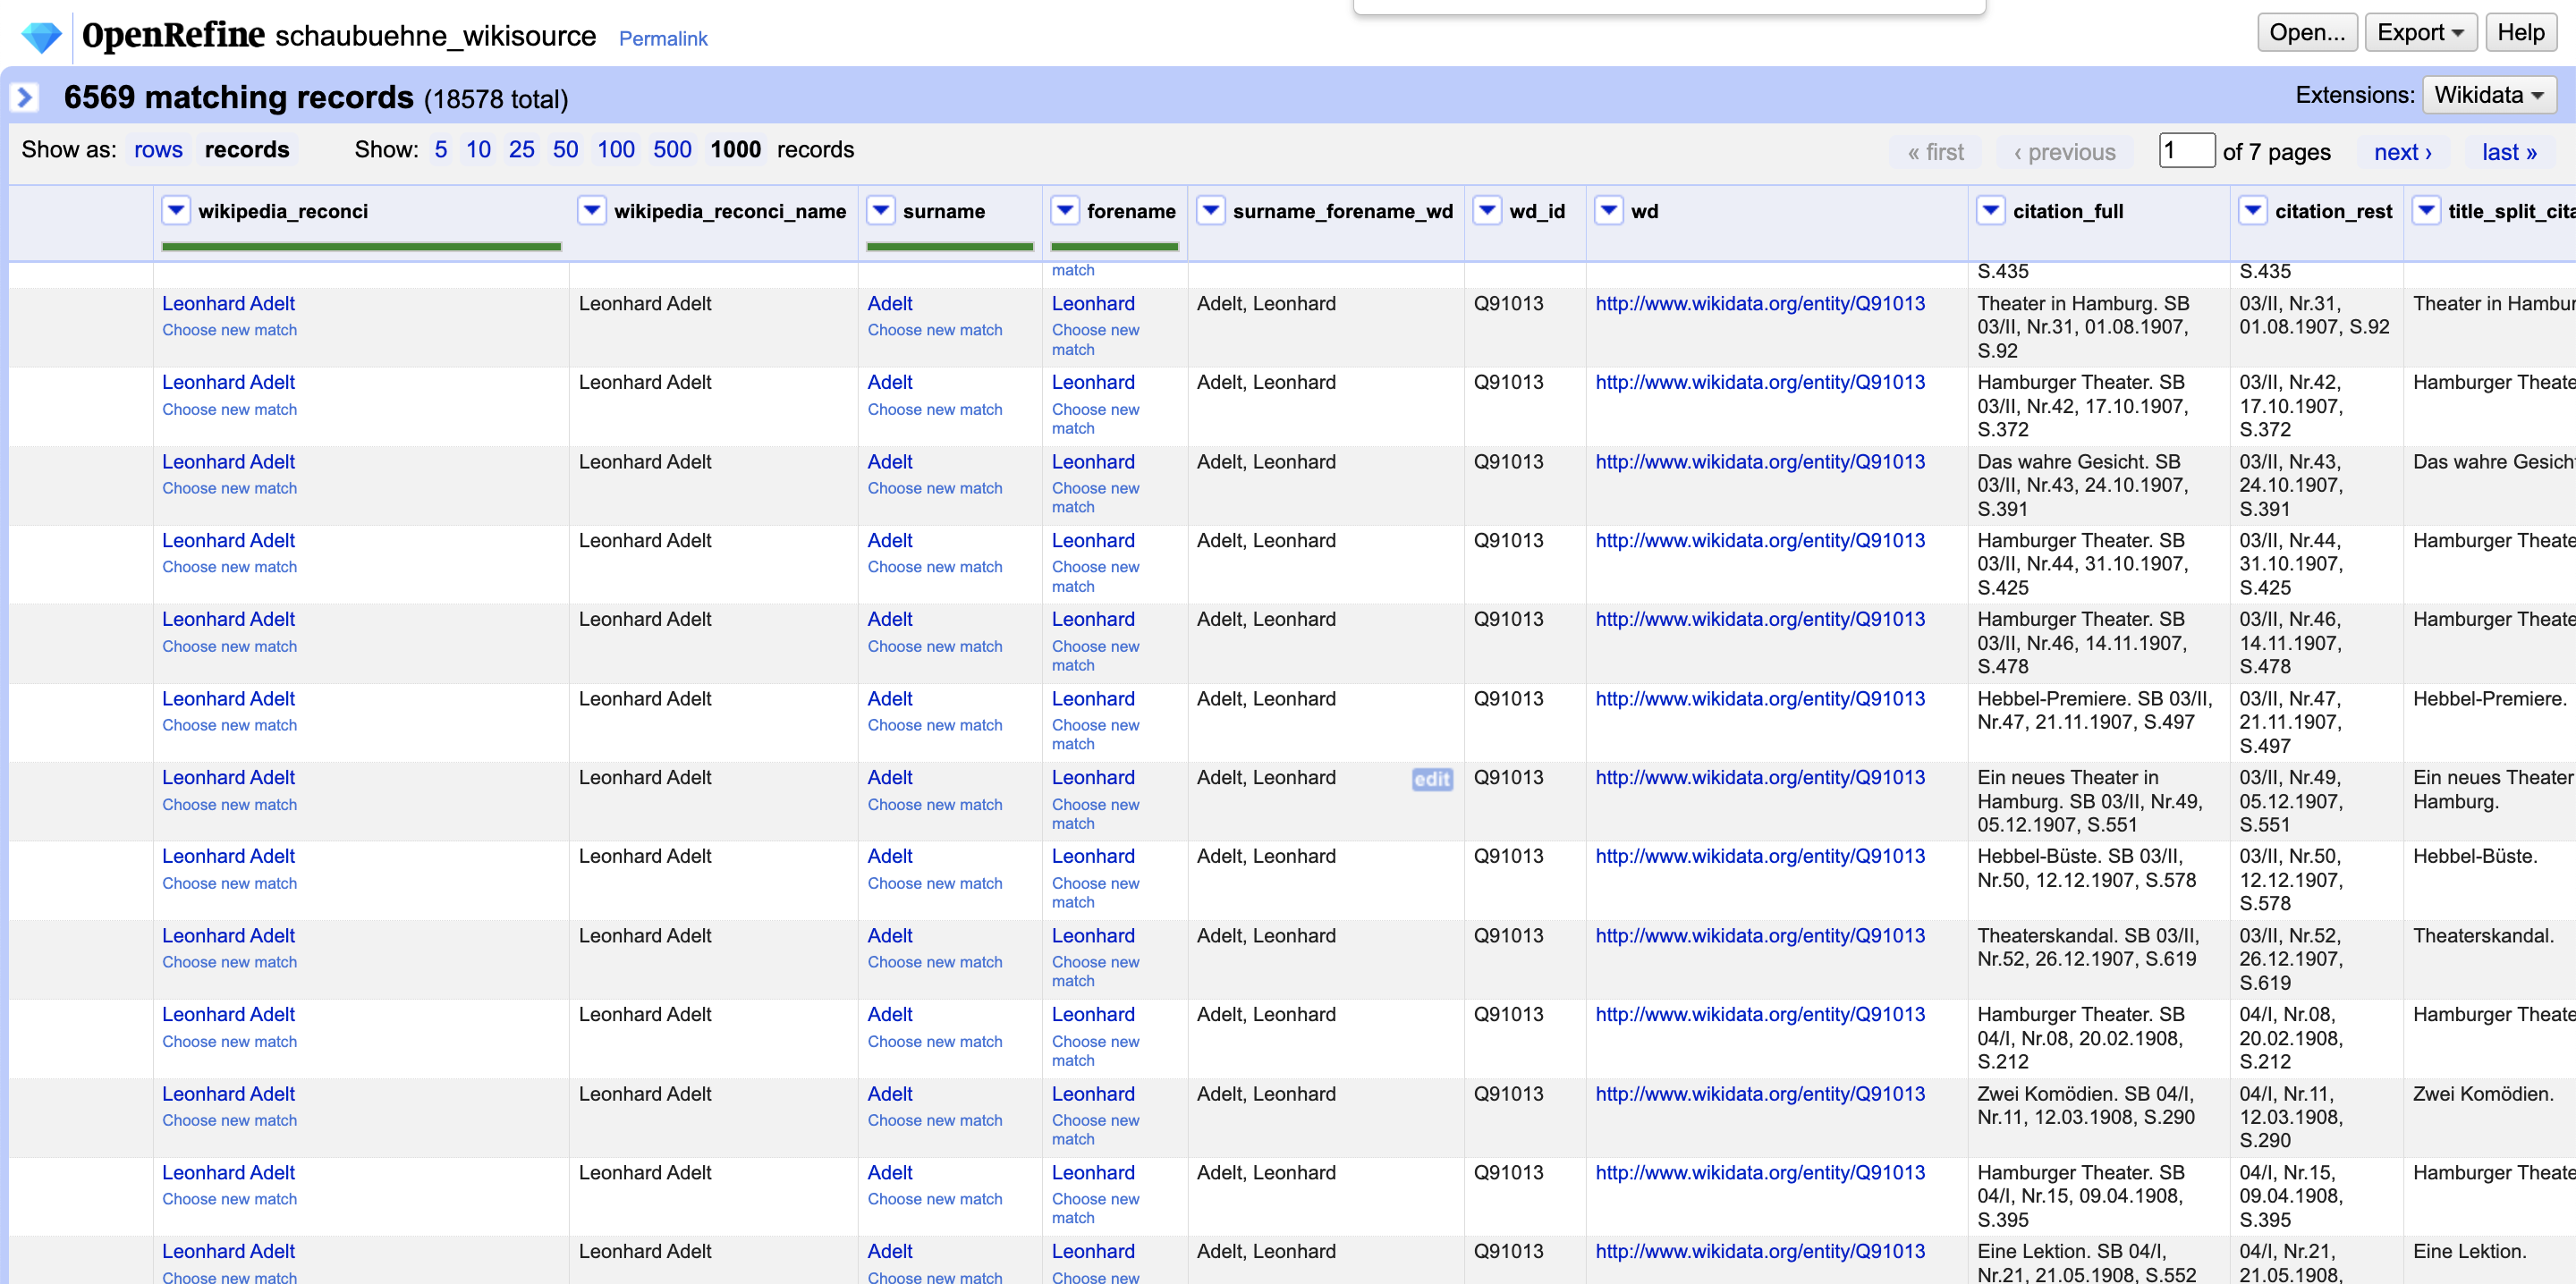 OpenRefine schaubuehne_wikisource Permalink Open... Export Help
6569 matching records (18578 total) Extensions: Wikidata
Show as: rows records Show: 5 10 25 50 100 500 1000 records « first ‹ previous 1 of 7 pages next › last »
wikipedia_reconci wikipedia_reconci_name surname forename surname_forename_wd wd_id wd citation_full citation_rest title_split_cita
match S.435 S.435
Leonhard Adelt Leonhard Adelt Adelt Leonhard Adelt, Leonhard Q91013 http://www.wikidata.org/entity/Q91013 Theater in Hamburg. SB 03/II, Nr.31, Theater in Hambur
Choose new match Choose new match Choose new 03/II, Nr.31, 01.08.1907, 01.08.1907, S.92
match S.92
Leonhard Adelt Leonhard Adelt Adelt Leonhard Adelt, Leonhard Q91013 http://www.wikidata.org/entity/Q91013 Hamburger Theater. SB 03/II, Nr.42, Hamburger Theate
Choose new match Choose new match Choose new 03/II, Nr.42, 17.10.1907, 17.10.1907,
match S.372 S.372
Leonhard Adelt Leonhard Adelt Adelt Leonhard Adelt, Leonhard Q91013 http://www.wikidata.org/entity/Q91013 Das wahre Gesicht. SB 03/II, Nr.43, Das wahre Gesich
Choose new match Choose new match Choose new 03/II, Nr.43, 24.10.1907, 24.10.1907,
match S.391 S.391
Leonhard Adelt Leonhard Adelt Adelt Leonhard Adelt, Leonhard Q91013 http://www.wikidata.org/entity/Q91013 Hamburger Theater. SB 03/II, Nr.44, Hamburger Theate
Choose new match Choose new match Choose new 03/II, Nr.44, 31.10.1907, 31.10.1907,
match S.425 S.425
Leonhard Adelt Leonhard Adelt Adelt Leonhard Adelt, Leonhard Q91013 http://www.wikidata.org/entity/Q91013 Hamburger Theater. SB 03/II, Nr.46, Hamburger Theate
Choose new match Choose new match Choose new 03/II, Nr.46, 14.11.1907, 14.11.1907,
match S.478 S.478
Leonhard Adelt Leonhard Adelt Adelt Leonhard Adelt, Leonhard Q91013 http://www.wikidata.org/entity/Q91013 Hebbel-Premiere. SB 03/II, 03/II, Nr.47, Hebbel-Premiere.
Choose new match Choose new match Choose new Nr.47, 21.11.1907, S.497 21.11.1907,
match S.497
Leonhard Adelt Leonhard Adelt Adelt Leonhard Adelt, Leonhard edit Q91013 http://www.wikidata.org/entity/Q91013 Ein neues Theater in 03/II, Nr.49, Ein neues Theater
Choose new match Choose new match Choose new Hamburg. SB 03/II, Nr.49, 05.12.1907, Hamburg.
match 05.12.1907, S.551 S.551
Leonhard Adelt Leonhard Adelt Adelt Leonhard Adelt, Leonhard Q91013 http://www.wikidata.org/entity/Q91013 Hebbel-Büste. SB 03/II, 03/II, Nr.50, Hebbel-Büste.
Choose new match Choose new match Choose new Nr.50, 12.12.1907, S.578 12.12.1907,
match S.578
Leonhard Adelt Leonhard Adelt Adelt Leonhard Adelt, Leonhard Q91013 http://www.wikidata.org/entity/Q91013 Theaterskandal. SB 03/II, 03/II, Nr.52, Theaterskandal.
Choose new match Choose new match Choose new Nr.52, 26.12.1907, S.619 26.12.1907,
match S.619
Leonhard Adelt Leonhard Adelt Adelt Leonhard Adelt, Leonhard Q91013 http://www.wikidata.org/entity/Q91013 Hamburger Theater. SB 04/I, Nr.08, Hamburger Theate
Choose new match Choose new match Choose new 04/I, Nr.08, 20.02.1908, 20.02.1908,
match S.212 S.212
Leonhard Adelt Leonhard Adelt Adelt Leonhard Adelt, Leonhard Q91013 http://www.wikidata.org/entity/Q91013 Zwei Komödien. SB 04/I, 04/I, Nr.11, Zwei Komödien.
Choose new match Choose new match Choose new Nr.11, 12.03.1908, S.290 12.03.1908,
match S.290
Leonhard Adelt Leonhard Adelt Adelt Leonhard Adelt, Leonhard Q91013 http://www.wikidata.org/entity/Q91013 Hamburger Theater. SB 04/I, Nr.15, Hamburger Theate
Choose new match Choose new match Choose new 04/I, Nr.15, 09.04.1908, 09.04.1908,
match S.395 S.395
Leonhard Adelt Leonhard Adelt Adelt Leonhard Adelt, Leonhard Q91013 http://www.wikidata.org/entity/Q91013 Eine Lektion. SB 04/I, 04/I, Nr.21, Eine Lektion.
Choose new match Choose new match Choose new Nr.21, 21.05.1908, S.552 21.05.1908,